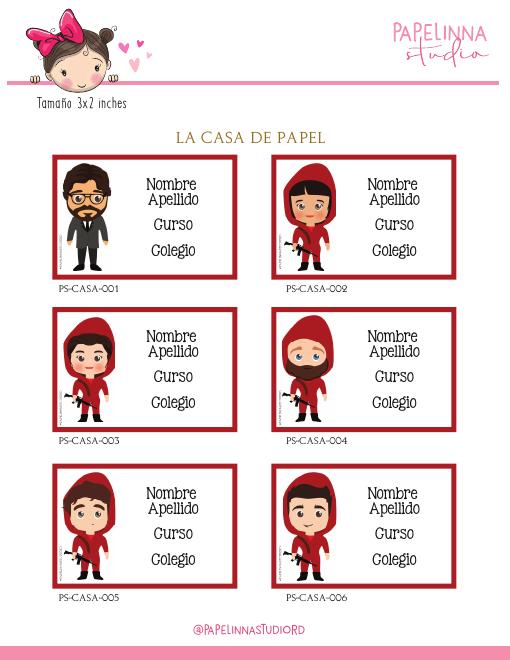 PAPELINNA
studio
Tamaño 3x2 inches
LA CASA DE PAPEL
Nombre
Apellido
Curso
Colegio
PS-CASA-001
Nombre
Apellido
Curso
Colegio
PS-CASA-002
Nombre
Apellido
Curso
Colegio
PS-CASA-003
Nombre
Apellido
Curso
Colegio
PS-CASA-004
Nombre
Apellido
Curso
Colegio
PS-CASA-005
Nombre
Apellido
Curso
Colegio
PS-CASA-006
@PAPELINNASTUDIORD